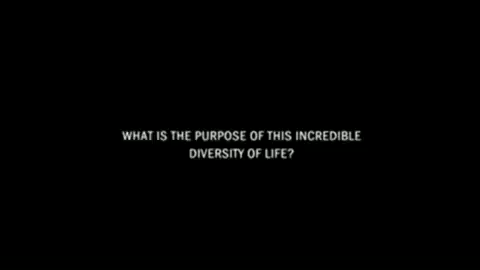 WHAT IS THE PURPOSE OF THIS INCREDIBLE
DIVERSITY OF LIFE?